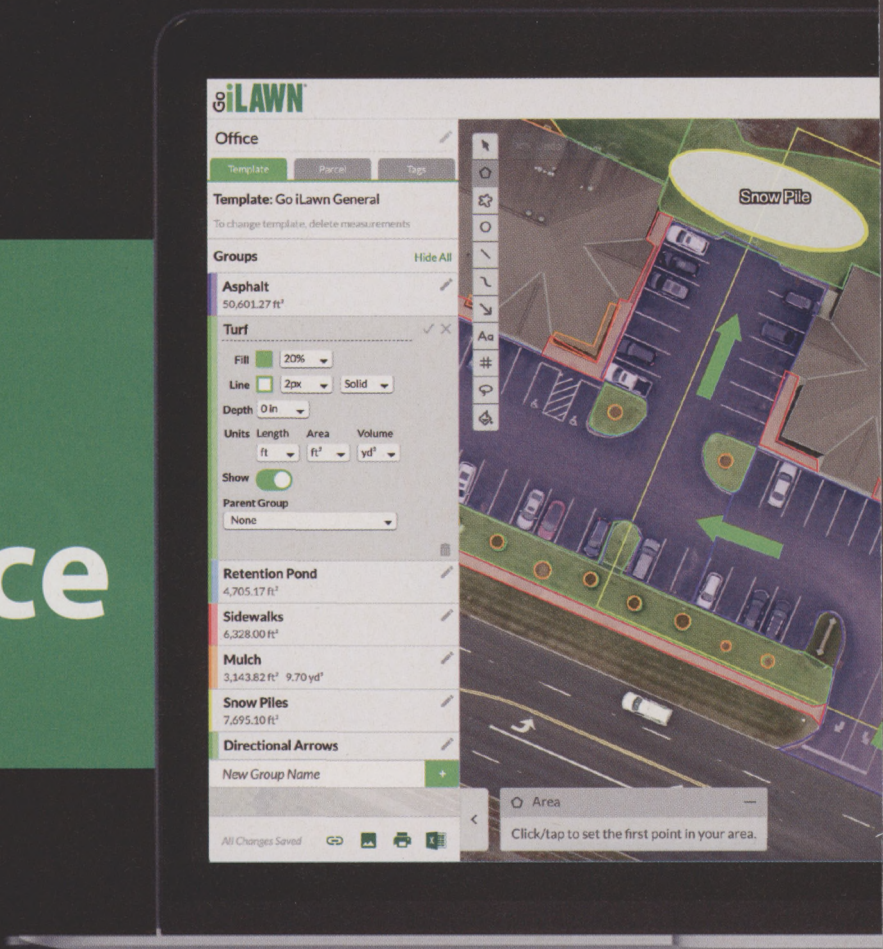 Go iLAWN
Office
Template Parcel Tags
Template: Go iLawn General
To change template, delete measurements
Groups Hide All
Asphalt
50,601.27 ft²
Turf
Fill 20%
Line 2px Solid
Depth 0 in
Units Length Area Volume
ft ft² yd³
Show
Parent Group
None
Retention Pond
4,705.17 ft²
Sidewalks
6,328.00 ft²
Mulch
3,143.82 ft² 9.70 yd³
Snow Piles
7,695.10 ft²
Directional Arrows
New Group Name +
All Changes Saved
ce
Aa
Snow Pile
Area
Click/tap to set the first point in your area.